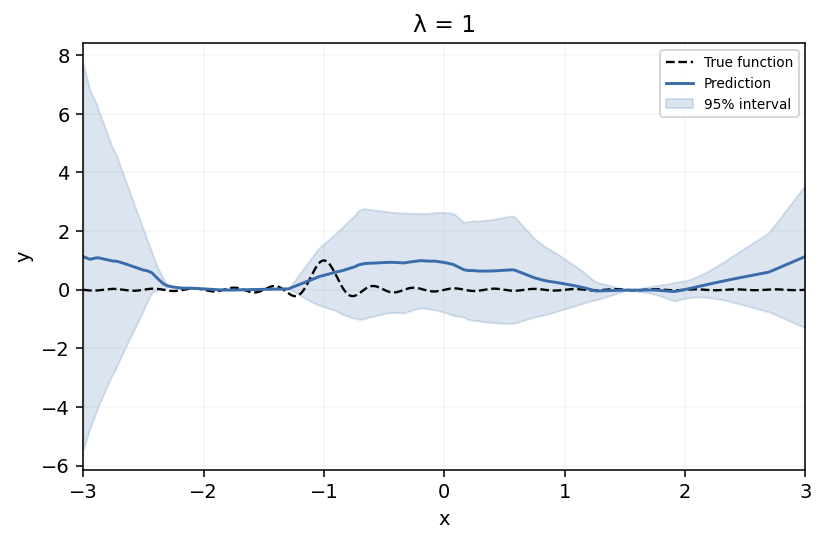 λ = 1
8
6
4
2
0
−2
−4
−6
y
True function
Prediction
95% interval
−3 −2 −1 0 1 2 3
x